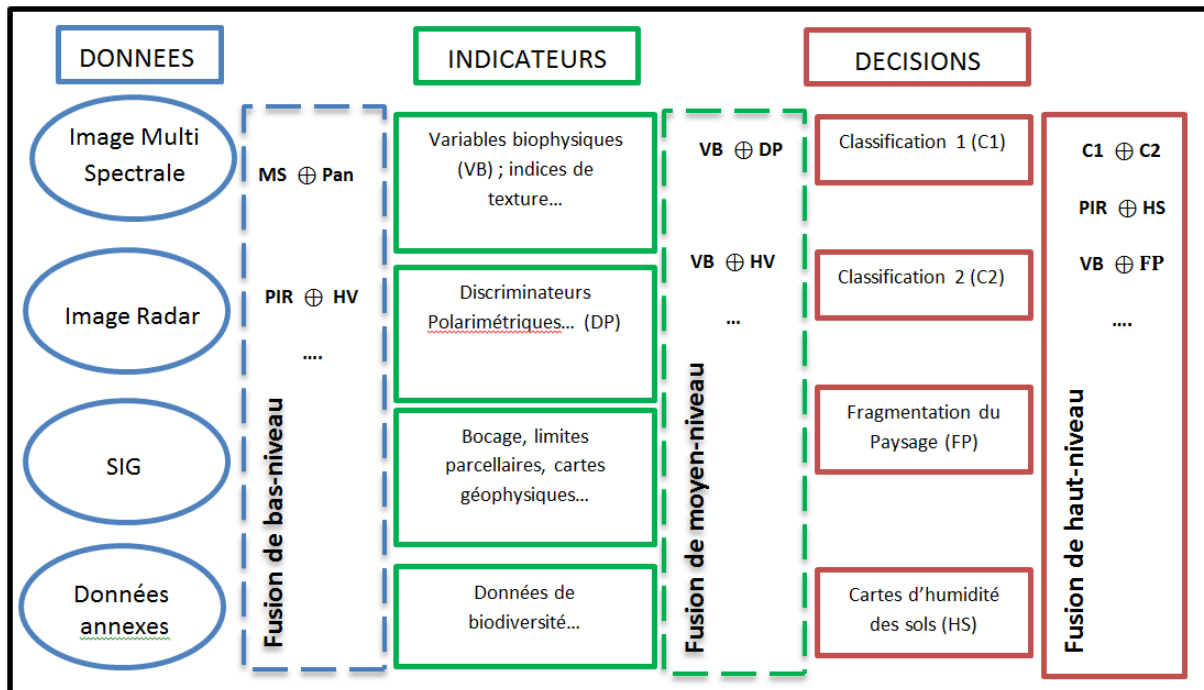 DONNEES
INDICATEURS
DECISIONS
Image Multi
Spectrale
Image Radar
SIG
Données
annexes
MS ⊕ Pan
PIR ⊕ HV
....
Fusion de bas-niveau
Variables biophysiques
(VB) ; indices de
texture...
Discriminateurs
Polarimétriques... (DP)
Bocage, limites
parcellaires, cartes
géophysiques...
Données de
biodiversité...
VB ⊕ DP
VB ⊕ HV
...
Fusion de moyen-niveau
Classification 1 (C1)
Classification 2 (C2)
Fragmentation du
Paysage (FP)
Cartes d'humidité
des sols (HS)
C1 ⊕ C2
PIR ⊕ HS
VB ⊕ FP
....
Fusion de haut-niveau